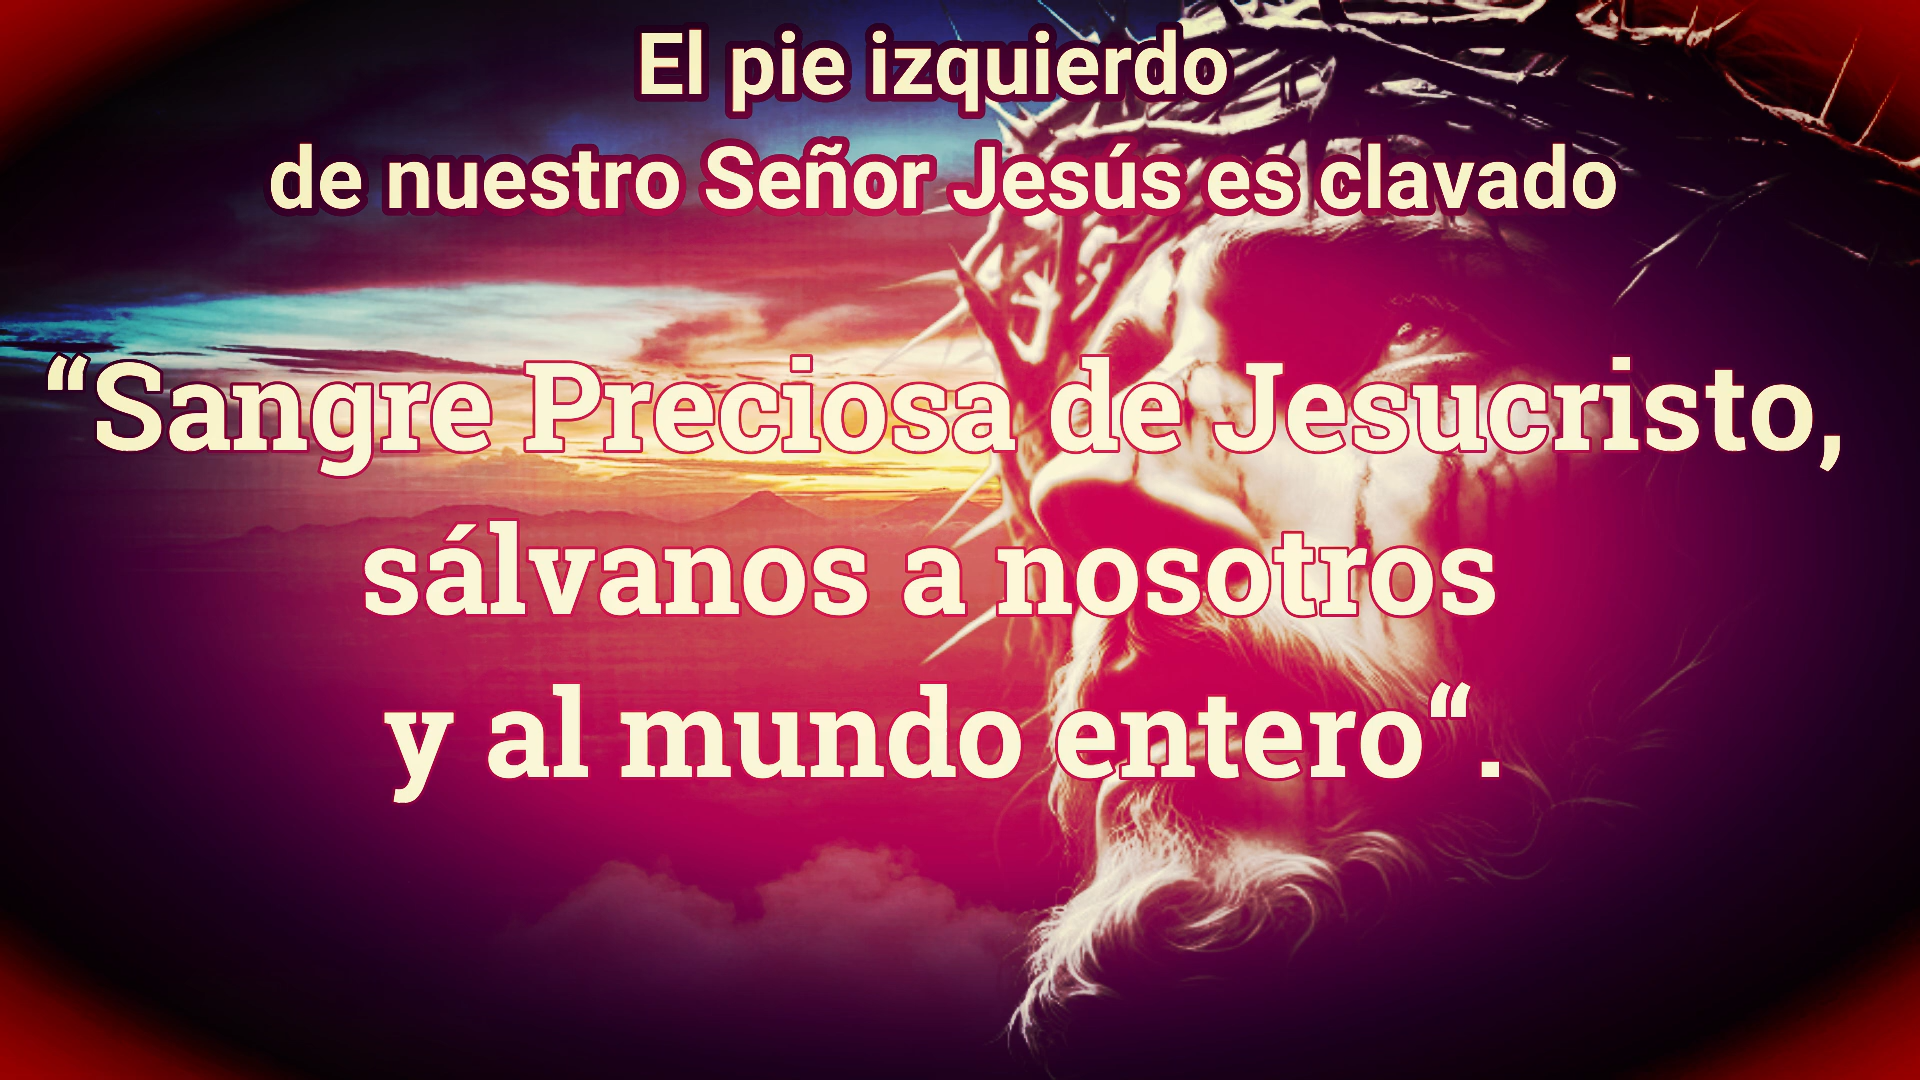 El pie izquierdo
de nuestro Señor Jesús es clavado
“Sangre Preciosa de Jesucristo,
sálvanos a nosotros
y al mundo entero“.